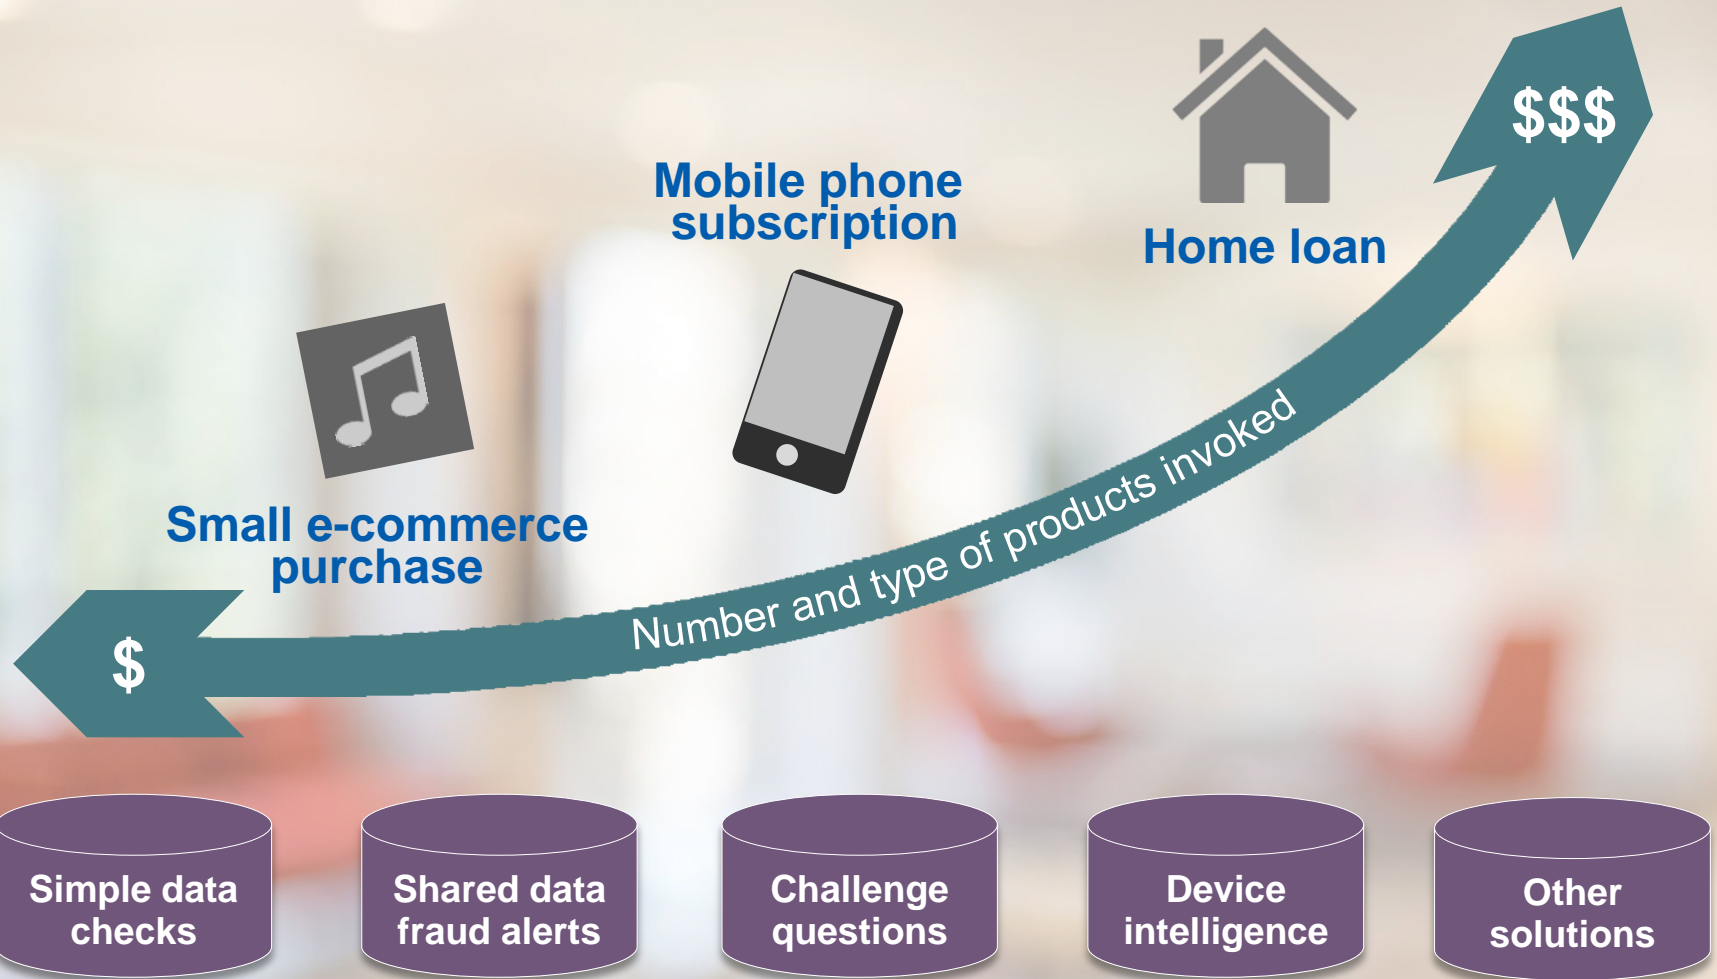 $$$
Mobile phone
subscription
Home loan
Small e-commerce
purchase
Number and type of products invoked
$
Simple data
checks
Shared data
fraud alerts
Challenge
questions
Device
intelligence
Other
solutions